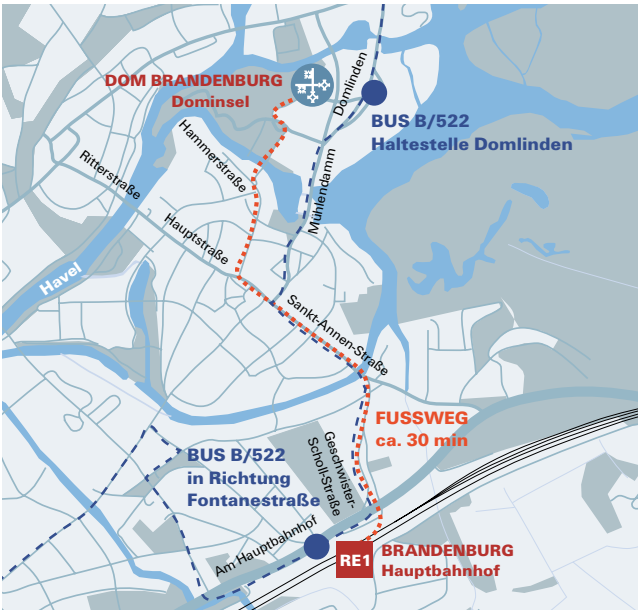 DOM BRANDENBURG
Dominsel
Domlinden
BUS B/522
Haltestelle Domlinden
Hammerstraße
Ritterstraße
Mühlendamm
Hauptstraße
Havel
Sankt-Annen-Straße
FUSSWEG
ca. 30 min
BUS B/522
in Richtung
Fontanestraße
Geschwister-
Scholl-Straße
Am Hauptbahnhof
RE1
BRANDENBURG
Hauptbahnhof